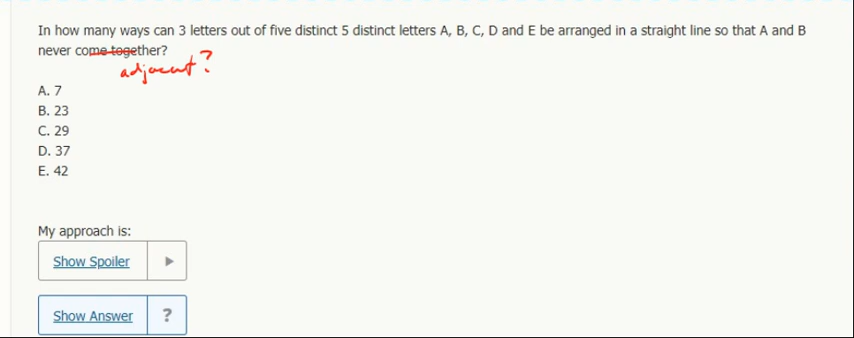 In how many ways can 3 letters out of five distinct 5 distinct letters A, B, C, D and E be arranged in a straight line so that A and B
never come together?
adjacent?
A. 7
B. 23
C. 29
D. 37
E. 42
My approach is:
Show Spoiler
Show Answer ?